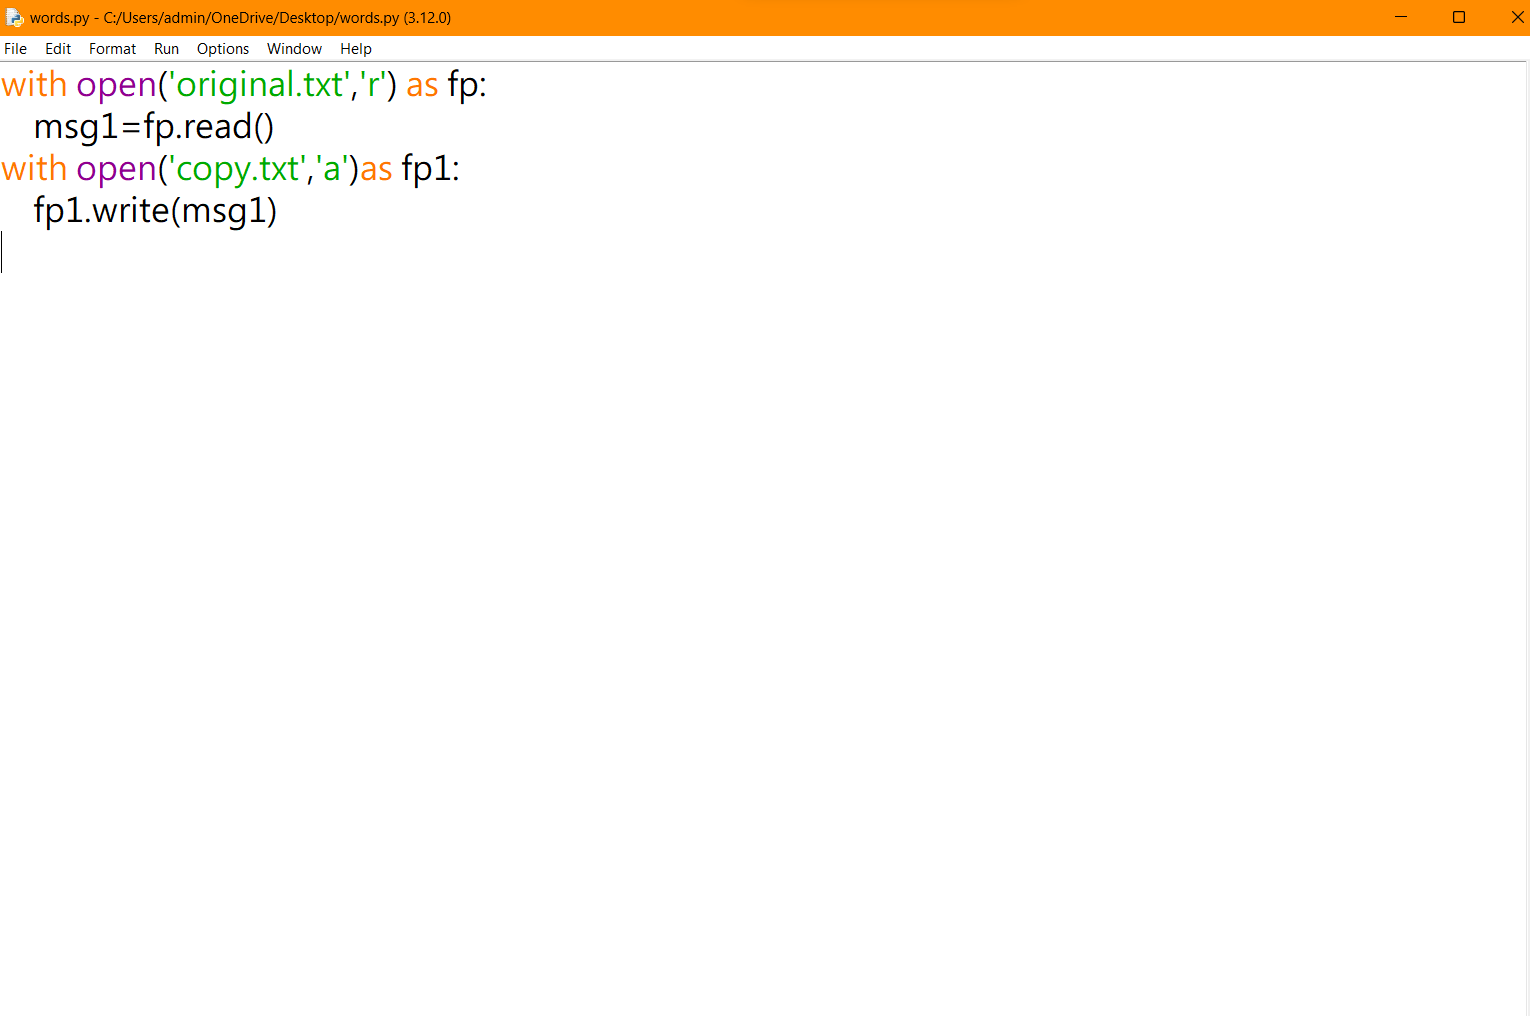 words.py - C:/Users/admin/OneDrive/Desktop/words.py (3.12.0)
File Edit Format Run Options Window Help
with open('original.txt','r') as fp:
    msg1=fp.read()
with open('copy.txt','a')as fp1:
    fp1.write(msg1)